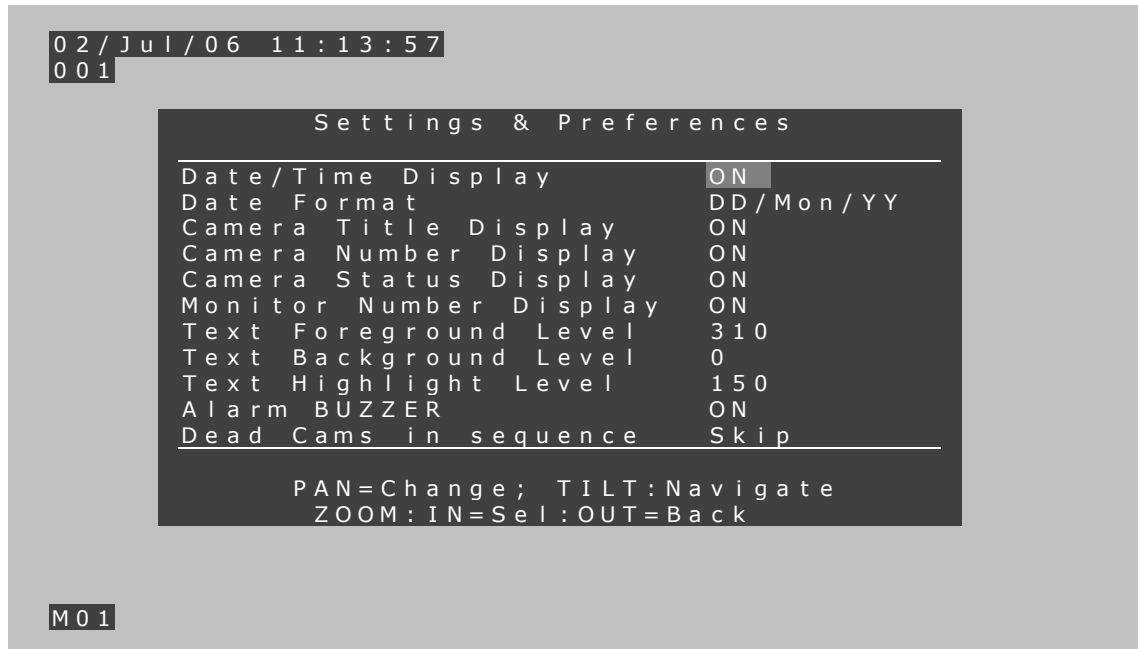 02/Jul/06 11:13:57
001
Settings & Preferences
Date/Time Display ON
Date Format DD/Mon/YY
Camera Title Display ON
Camera Number Display ON
Camera Status Display ON
Monitor Number Display ON
Text Foreground Level 310
Text Background Level 0
Text Highlight Level 150
Alarm BUZZER ON
Dead Cams in sequence Skip
PAN=Change; TILT:Navigate
ZOOM:IN=Sel:OUT=Back
M01